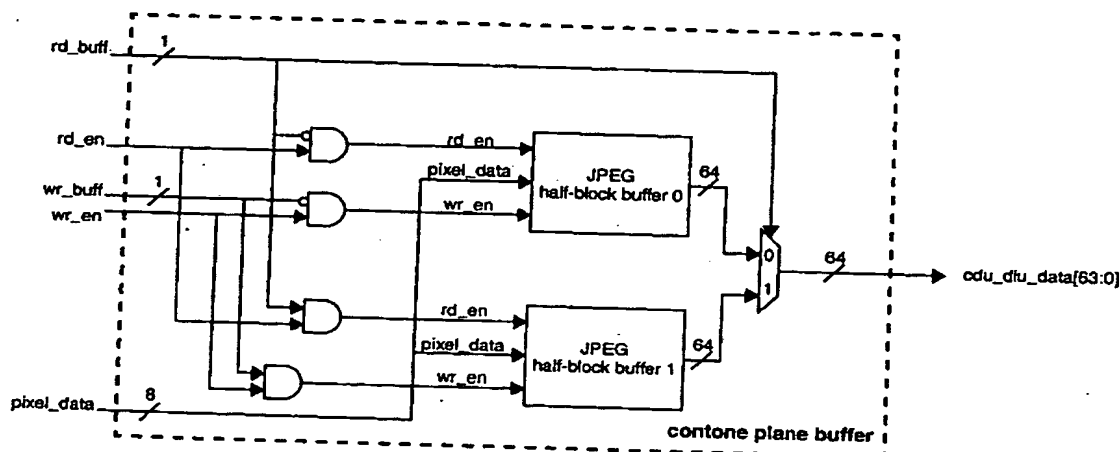 rd_buff
1
rd_en
rd_en
JPEG
half-block buffer 0
64
pixel_data
wr_buff
1
wr_en
wr_en
0
64
cdu_diu_data[63:0]
1
rd_en
JPEG
half-block buffer 1
64
pixel_data
wr_en
pixel_data
8
contone plane buffer